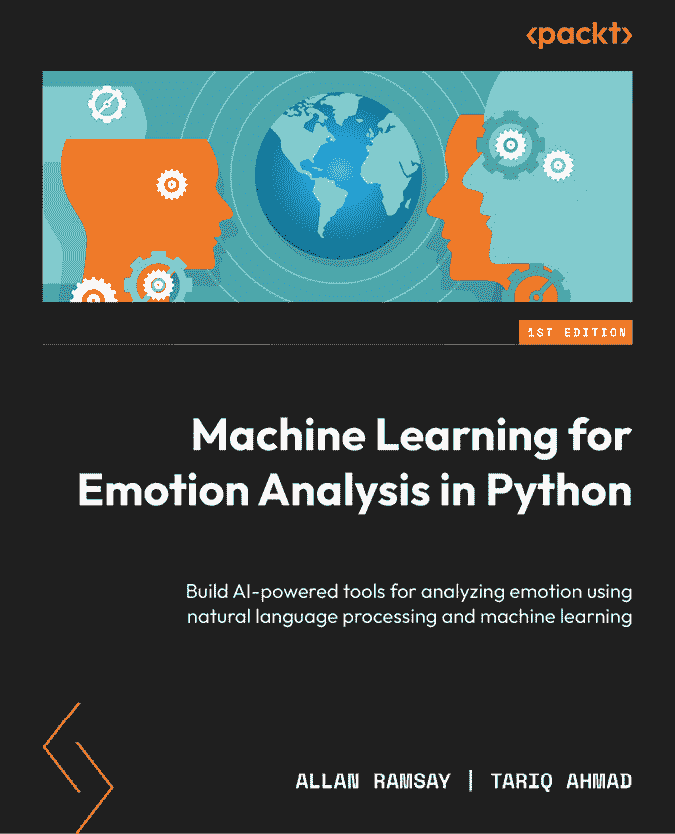 <packt>
1ST EDITION
Machine Learning for
Emotion Analysis in Python
Build AI-powered tools for analyzing emotion using
natural language processing and machine learning
ALLAN RAMSAY | TARIQ AHMAD